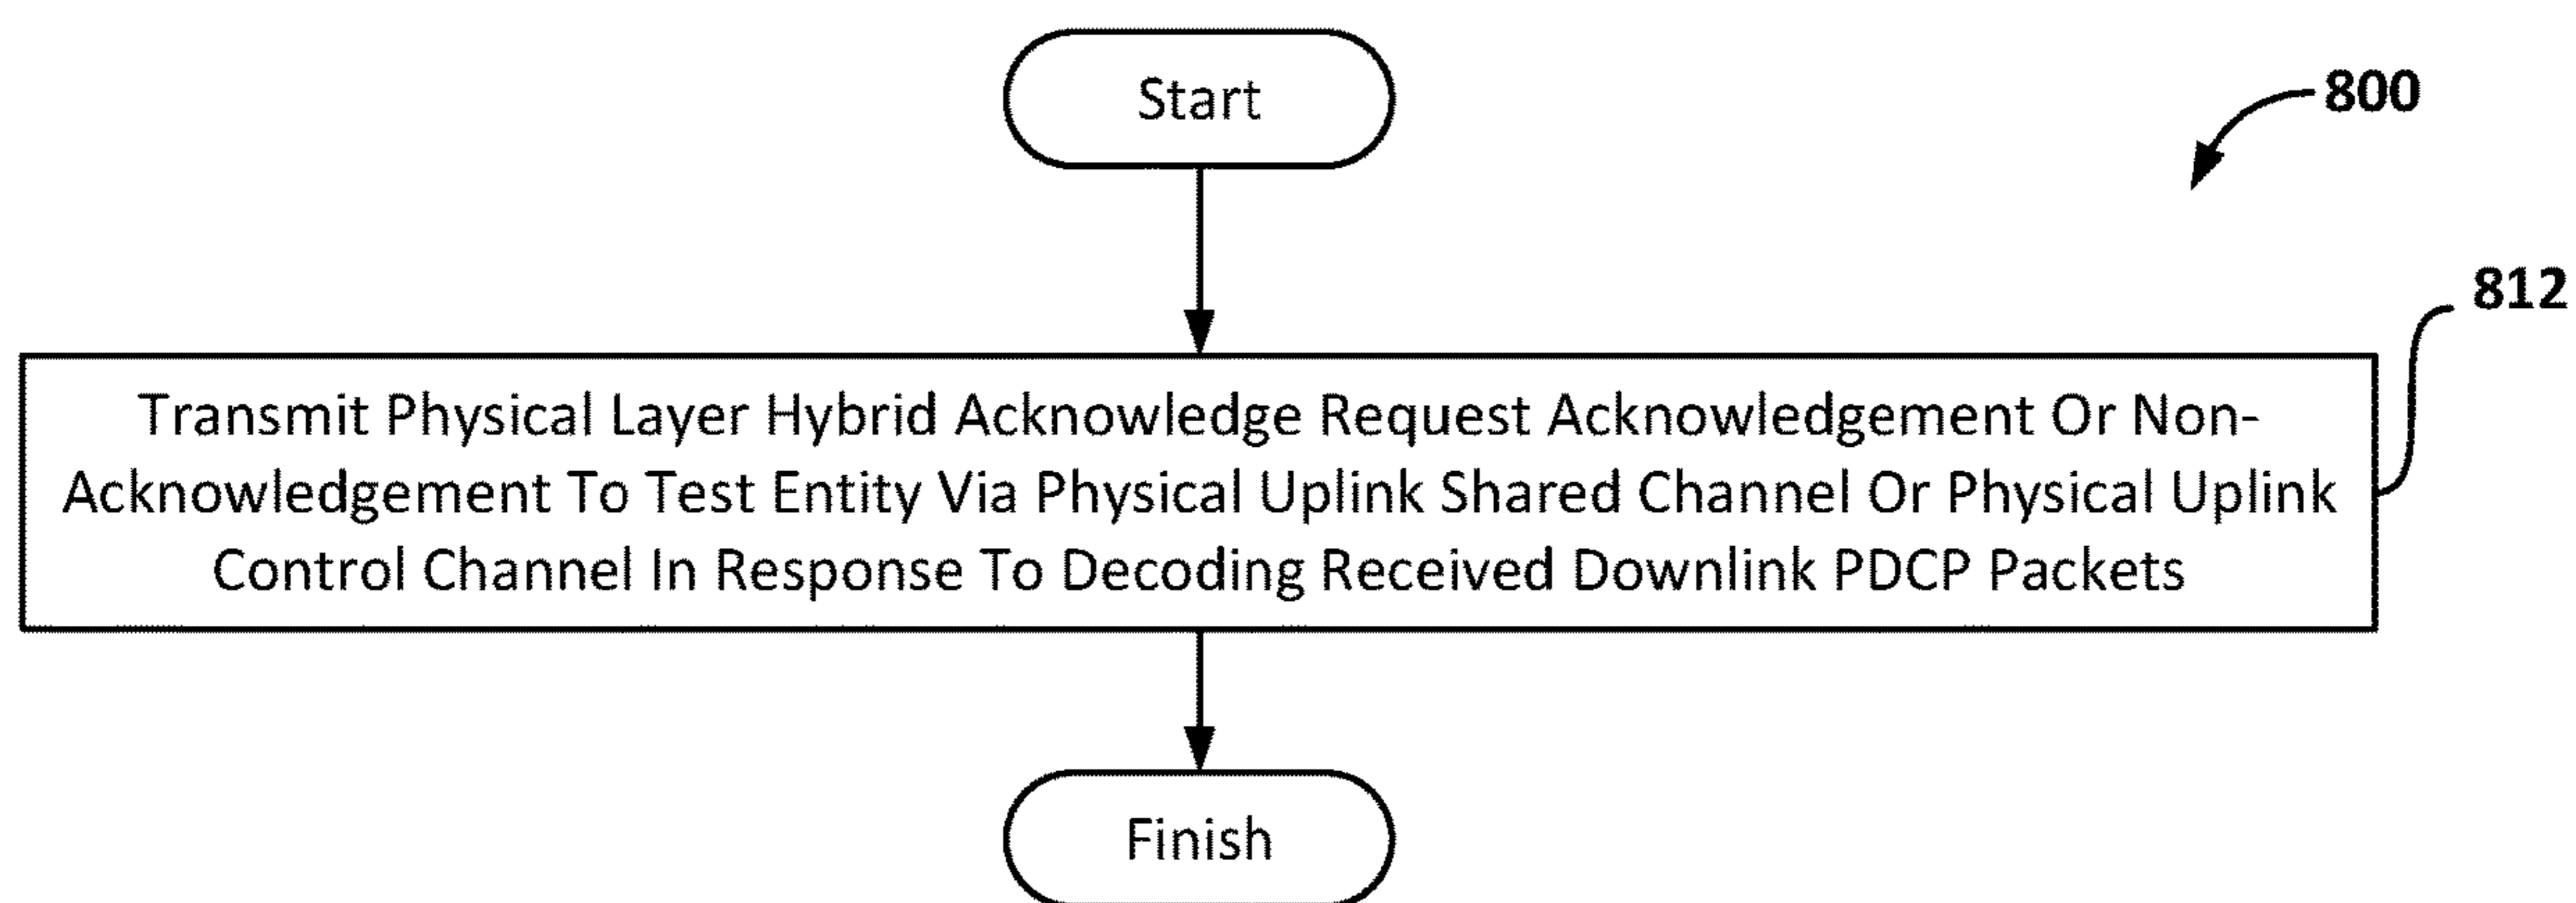 Start
800
812
Transmit Physical Layer Hybrid Acknowledge Request Acknowledgement Or Non-
Acknowledgement To Test Entity Via Physical Uplink Shared Channel Or Physical Uplink
Control Channel In Response To Decoding Received Downlink PDCP Packets
Finish